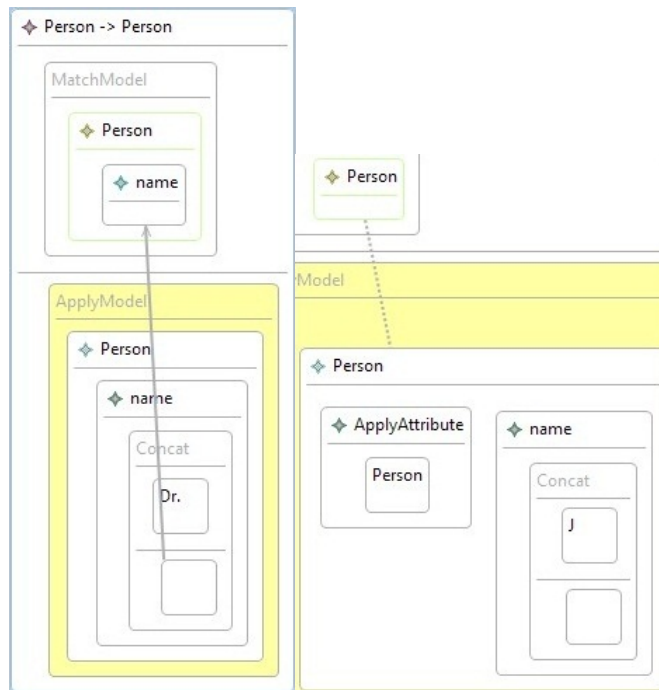 Person -> Person
MatchModel
Person
name
ApplyModel
Person
name
Concat
Dr.
Person
Model
Person
ApplyAttribute
Person
name
Concat
J